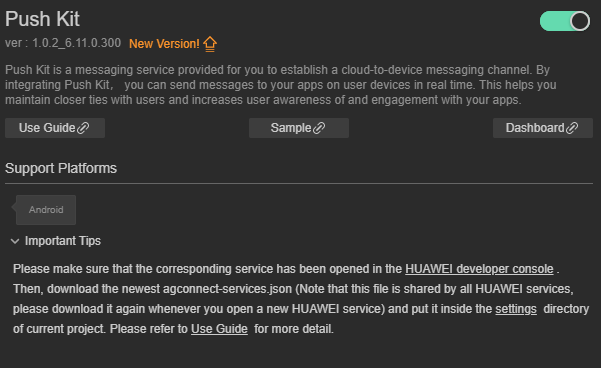 Push Kit
ver : 1.0.2_6.11.0.300 New Version!
Push Kit is a messaging service provided for you to establish a cloud-to-device messaging channel. By
integrating Push Kit， you can send messages to your apps on user devices in real time. This helps you
maintain closer ties with users and increases user awareness of and engagement with your apps.
Use Guide Sample Dashboard
Support Platforms
Android
Important Tips
Please make sure that the corresponding service has been opened in the HUAWEI developer console .
Then, download the newest agconnect-services.json (Note that this file is shared by all HUAWEI services,
please download it again whenever you open a new HUAWEI service) and put it inside the settings directory
of current project. Please refer to Use Guide for more detail.